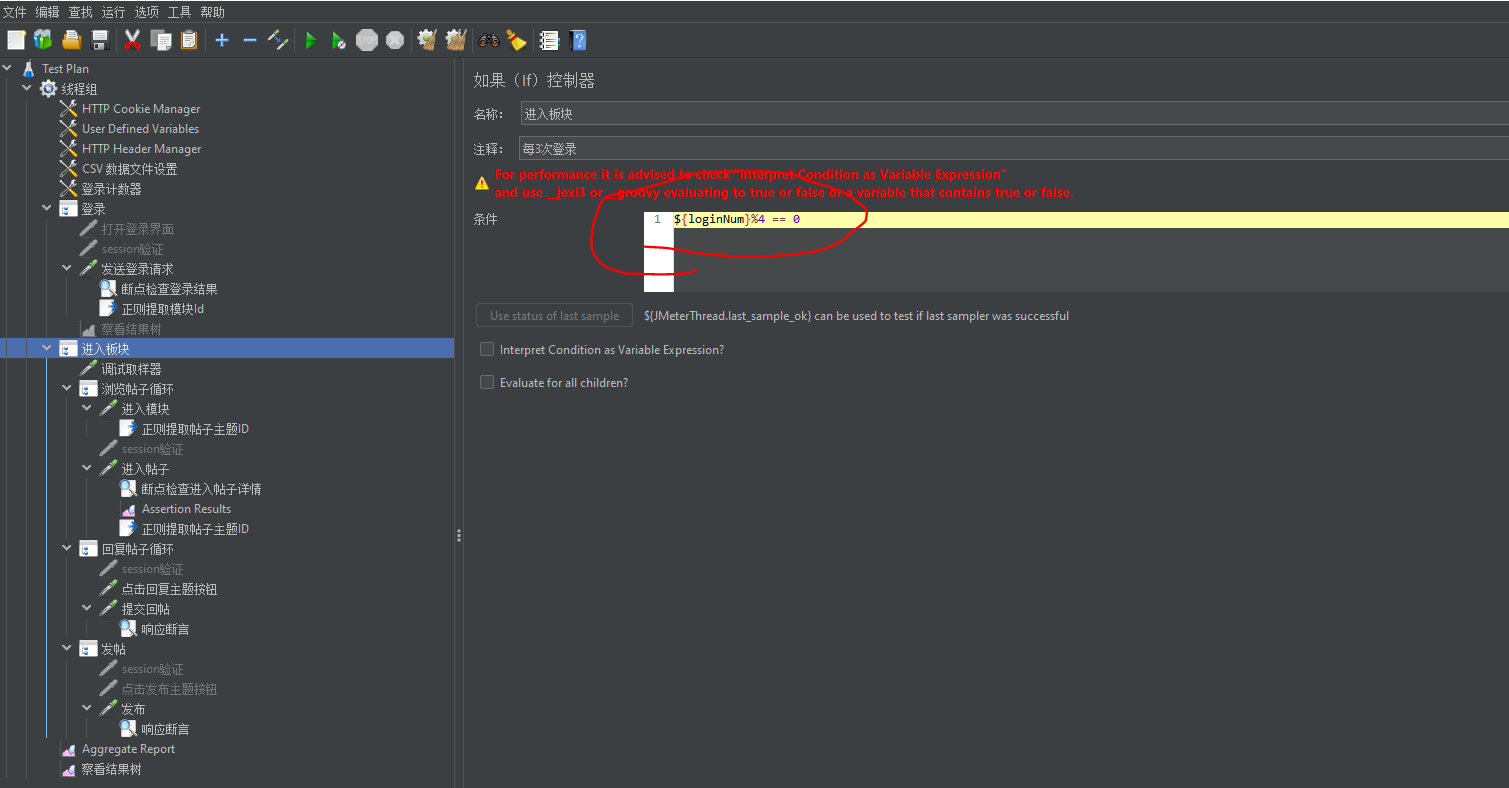 文件 编辑 查找 运行 选项 工具 帮助
STOP
Test Plan
线程组
HTTP Cookie Manager
User Defined Variables
HTTP Header Manager
CSV 数据文件设置
登录计数器
登录
打开登录界面
session验证
发送登录请求
断点检查登录结果
正则提取模块Id
察看结果树
进入板块
调试取样器
浏览帖子循环
进入模块
正则提取帖子主题ID
session验证
进入帖子
断点检查进入帖子详情
Assertion Results
正则提取帖子主题ID
回复帖子循环
session验证
点击回复主题按钮
提交回帖
响应断言
发帖
session验证
点击发布主题按钮
发布
响应断言
Aggregate Report
察看结果树
如果（If）控制器
名称： 进入板块
注释： 每3次登录
For performance it is advised to check "Interpret Condition as Variable Expression"
and use __jexl3 or __groovy evaluating to true or false or a variable that contains true or false.
条件
1 ${loginNum}%4 == 0
Use status of last sample ${JMeterThread.last_sample_ok} can be used to test if last sampler was successful
Interpret Condition as Variable Expression?
Evaluate for all children?